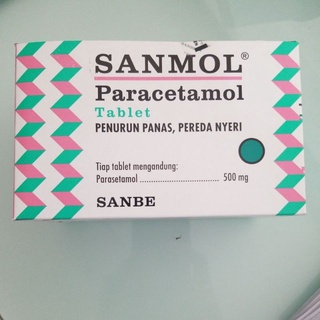 SANMOL®
Paracetamol
Tablet
PENURUN PANAS, PEREDA NYERI
Tiap tablet mengandung:
Parasetamol ................................ 500 mg
SANBE